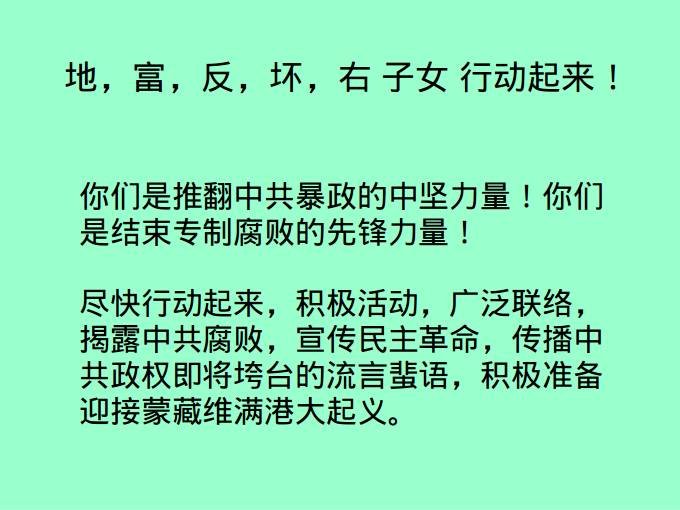 地，富，反，坏，右 子女 行动起来！
你们是推翻中共暴政的中坚力量！你们
是结束专制腐败的先锋力量！
尽快行动起来，积极活动，广泛联络，
揭露中共腐败，宣传民主革命，传播中
共政权即将垮台的流言蜚语，积极准备
迎接蒙藏维满港大起义。